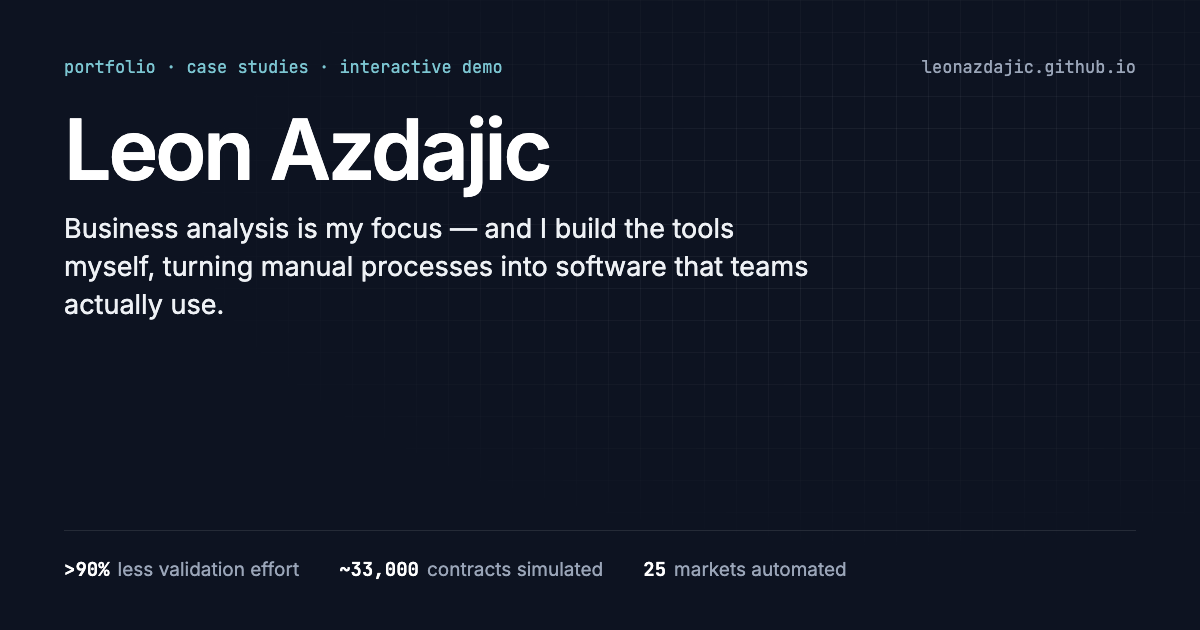 portfolio · case studies · interactive demo
leonazdajic.github.io
Leon Azdajic
Business analysis is my focus — and I build the tools
myself, turning manual processes into software that teams
actually use.
>90% less validation effort
~33,000 contracts simulated
25 markets automated